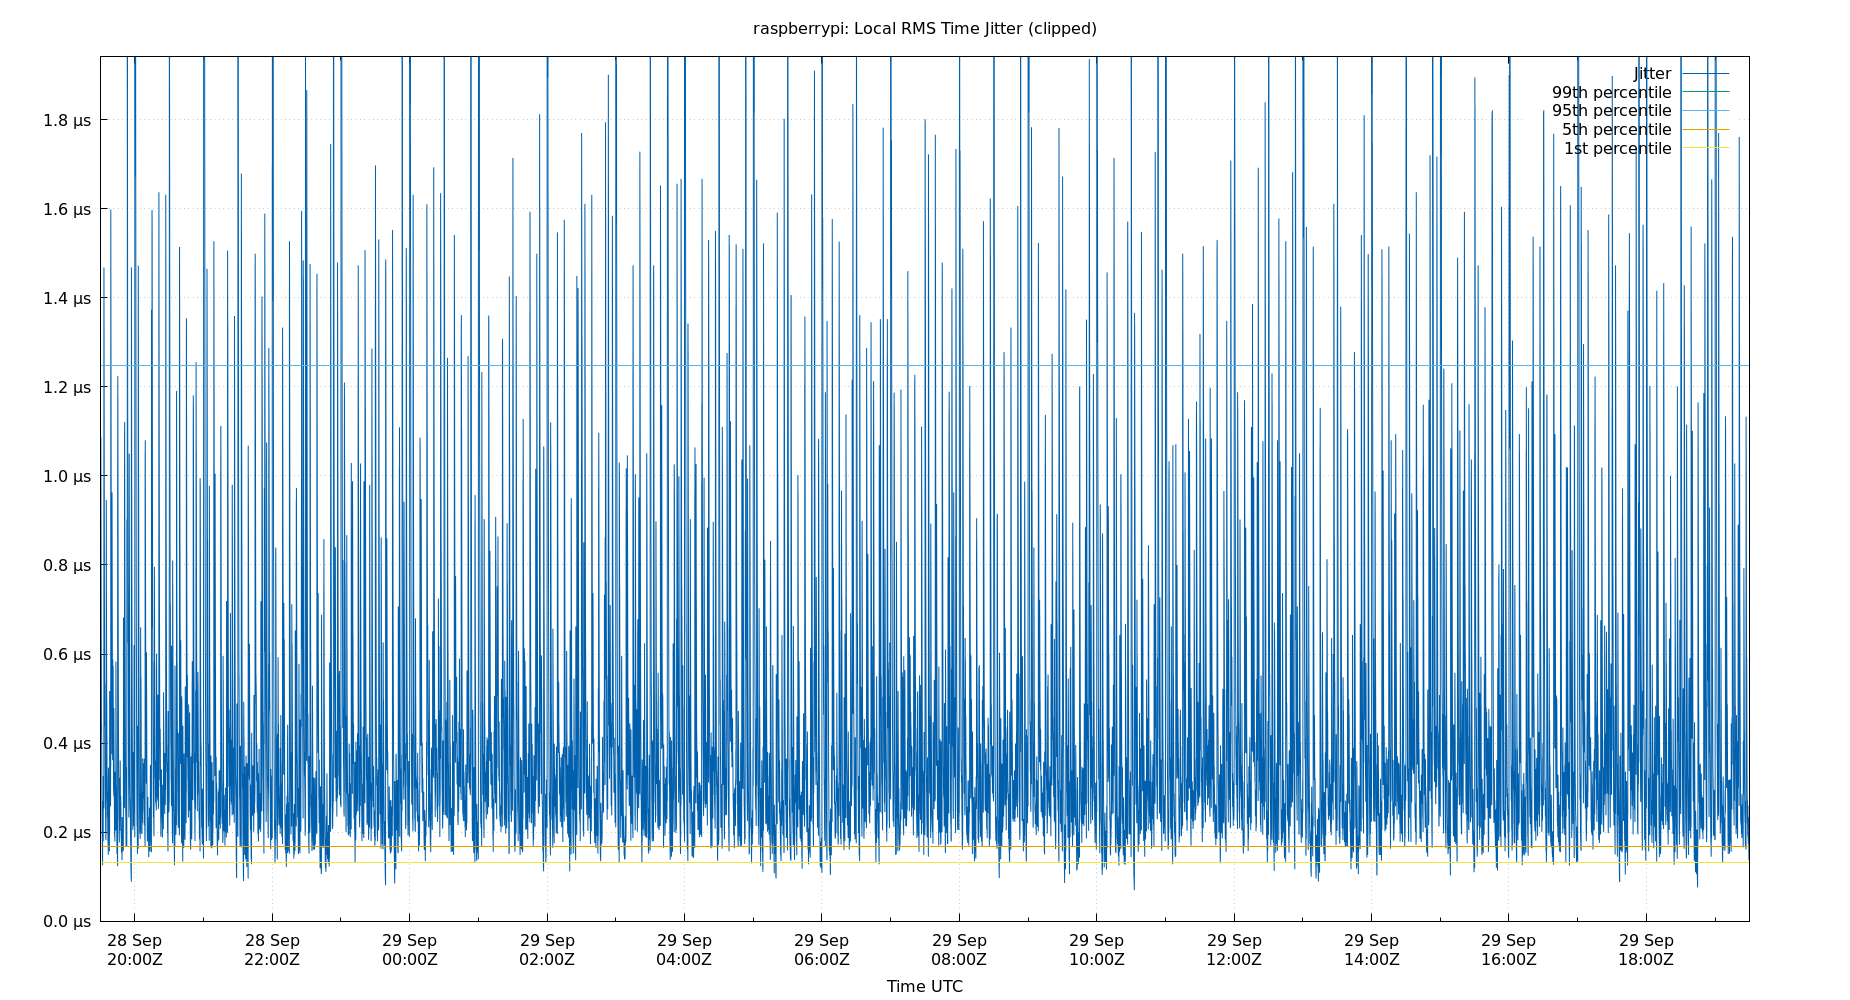 raspberrypi: Local RMS Time Jitter (clipped)
Jitter
99th percentile
95th percentile
5th percentile
1st percentile
1.8 µs
1.6 µs
1.4 µs
1.2 µs
1.0 µs
0.8 µs
0.6 µs
0.4 µs
0.2 µs
0.0 µs
28 Sep 28 Sep 29 Sep 29 Sep 29 Sep 29 Sep 29 Sep 29 Sep 29 Sep 29 Sep 29 Sep 29 Sep
20:00Z 22:00Z 00:00Z 02:00Z 04:00Z 06:00Z 08:00Z 10:00Z 12:00Z 14:00Z 16:00Z 18:00Z
Time UTC